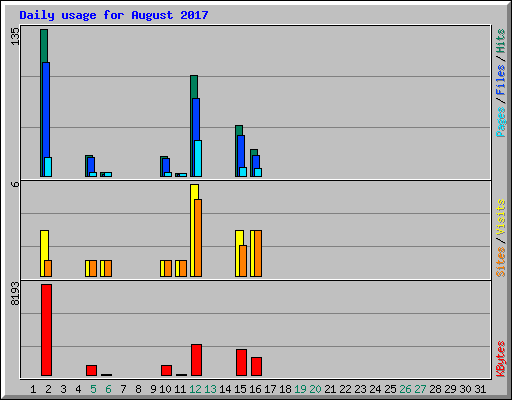 Daily usage for August 2017
135
Pages/Files/Hits
6
Sites/Visits
8193
KBytes
1 2 3 4 5 6 7 8 9 10 11 12 13 14 15 16 17 18 19 20 21 22 23 24 25 26 27 28 29 30 31